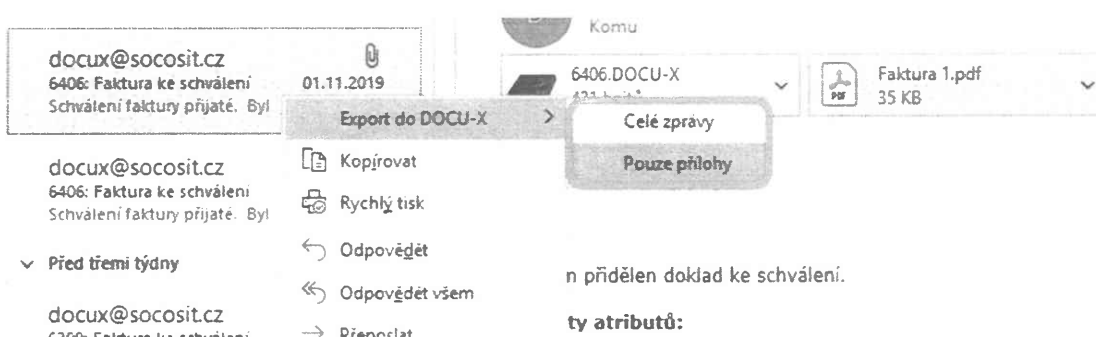 docux@socosit.cz
6406: Faktura ke schválení 01.11.2019
Schválení faktury přijaté. Byl
docux@socosit.cz
6406: Faktura ke schválení
Schválení faktury přijaté. Byl
Před třemi týdny
docux@socosit.cz
Export do DOCU-X
Kopírovat
Rychlý tisk
Odpovědět
Odpovědět všem
Přeposlat
Celé zprávy
Pouze přílohy
Komu
6406.DOCU-X
PDF
Faktura 1.pdf
35 KB
n přidělen doklad ke schválení.
ty atributů: